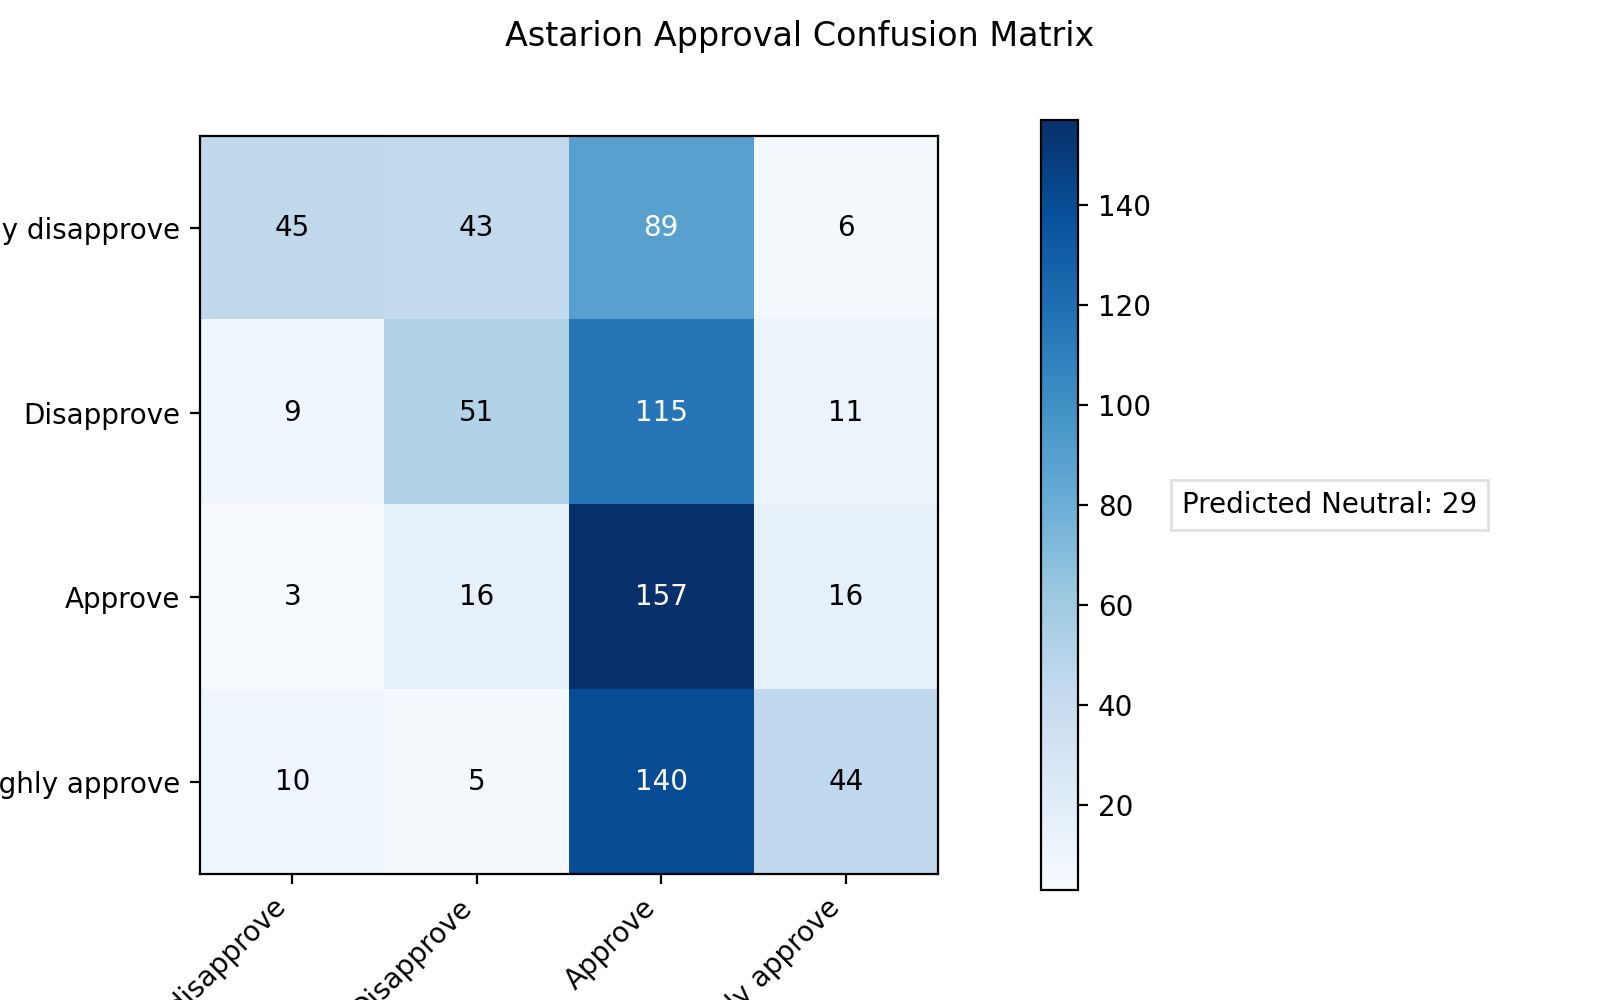 Astarion Approval Confusion Matrix
y disapprove 45 43 89 6
Disapprove 9 51 115 11
Approve 3 16 157 16
ghly approve 10 5 140 44
disapprove
Disapprove
Approve
ly approve
140
120
100
80
60
40
20
Predicted Neutral: 29